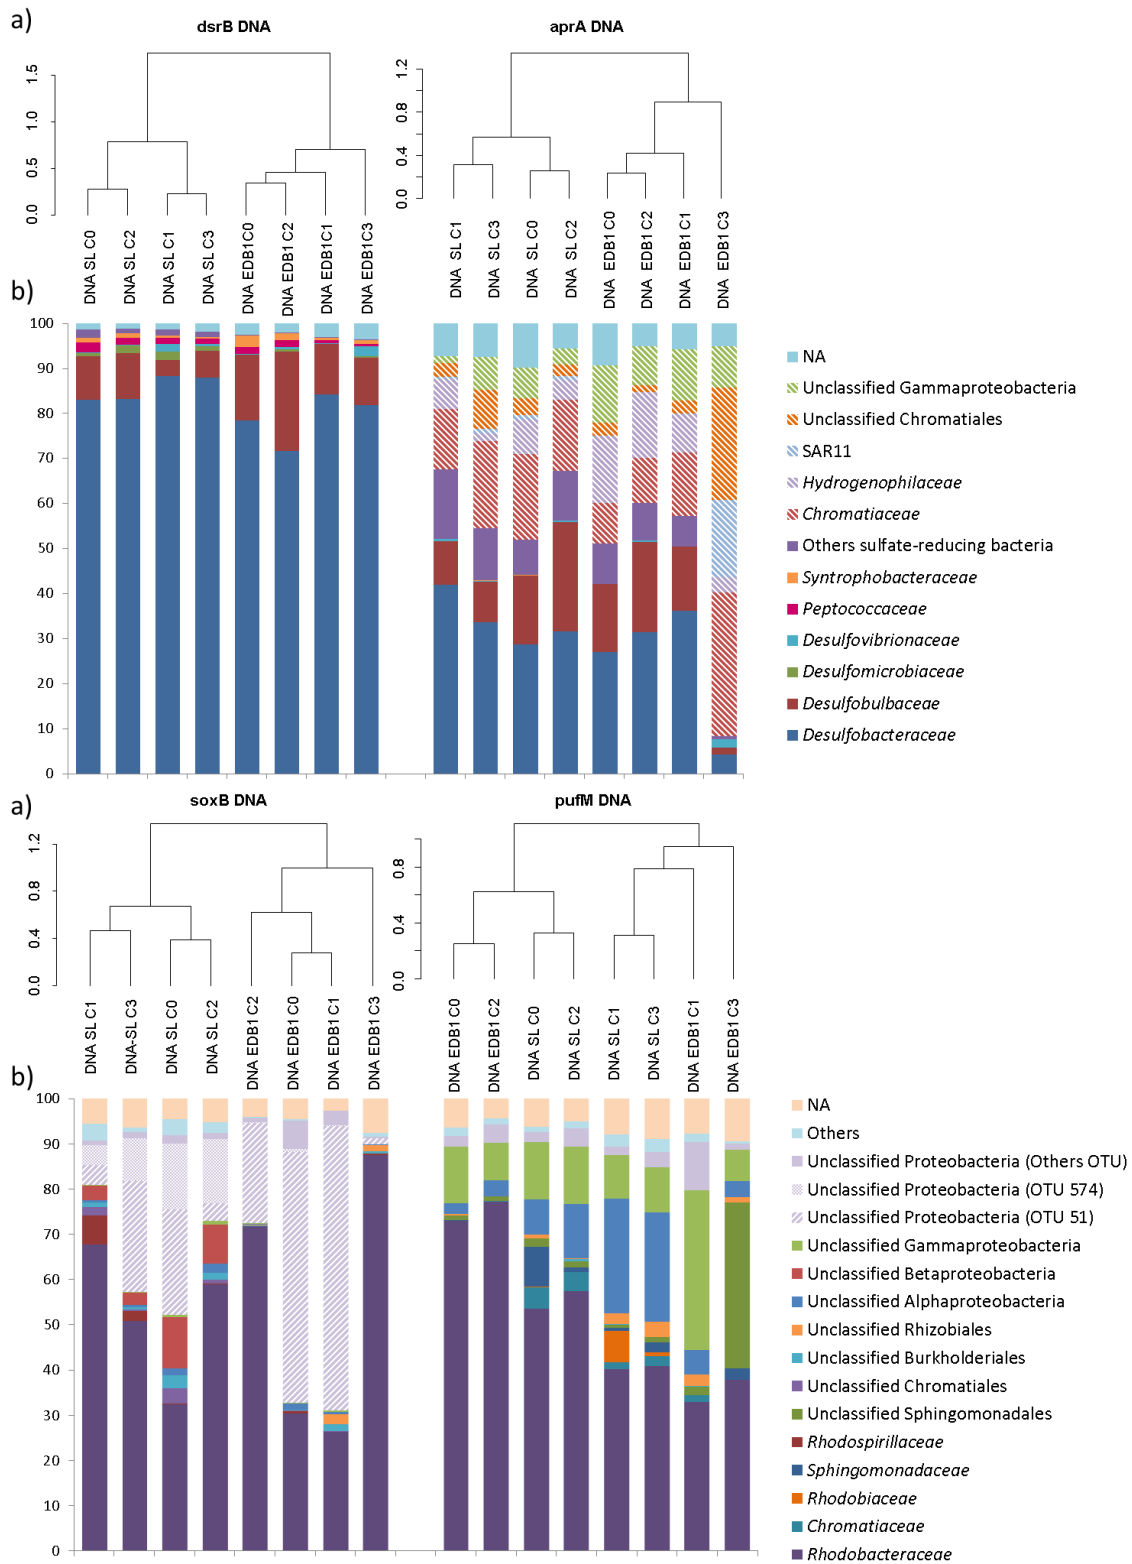 a)
dsrB DNA
aprA DNA
1.5
1.0
0.5
0.0
1.2
0.8
0.4
0.0
DNA SL C0
DNA SL C2
DNA SL C1
DNA SL C3
DNA EDB1C0
DNA EDB1 C2
DNA EDB1C1
DNA EDB1C3
DNA SL C1
DNA SL C3
DNA SL C0
DNA SL C2
DNA EDB1 C0
DNA EDB1 C2
DNA EDB1 C1
DNA EDB1 C3
b)
100
90
80
70
60
50
40
30
20
10
0
NA
Unclassified Gammaproteobacteria
Unclassified Chromatiales
SAR11
Hydrogenophilaceae
Chromatiaceae
Others sulfate-reducing bacteria
Syntrophobacteraceae
Peptococcaceae
Desulfovibrionaceae
Desulfomicrobiaceae
Desulfobulbaceae
Desulfobacteraceae
a)
soxB DNA
pufM DNA
1.2
0.8
0.4
0.0
0.8
0.4
0.0
DNA SL C1
DNA-SL C3
DNA SL C0
DNA SL C2
DNA EDB1 C2
DNA EDB1 C0
DNA EDB1 C1
DNA EDB1 C3
DNA EDB1 C0
DNA EDB1 C2
DNA SL C0
DNA SL C2
DNA SL C1
DNA SL C3
DNA EDB1 C1
DNA EDB1 C3
b)
100
90
80
70
60
50
40
30
20
10
0
NA
Others
Unclassified Proteobacteria (Others OTU)
Unclassified Proteobacteria (OTU 574)
Unclassified Proteobacteria (OTU 51)
Unclassified Gammaproteobacteria
Unclassified Betaproteobacteria
Unclassified Alphaproteobacteria
Unclassified Rhizobiales
Unclassified Burkholderiales
Unclassified Chromatiales
Unclassified Sphingomonadales
Rhodospirillaceae
Sphingomonadaceae
Rhodobiaceae
Chromatiaceae
Rhodobacteraceae